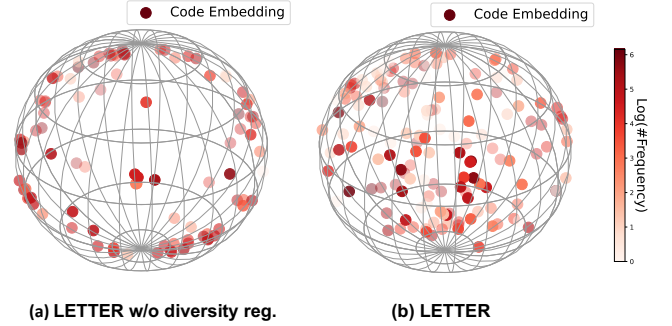 Code Embedding
Code Embedding
6
5
4
3
2
1
0
Log(#Frequency)
(a) LETTER w/o diversity reg.
(b) LETTER